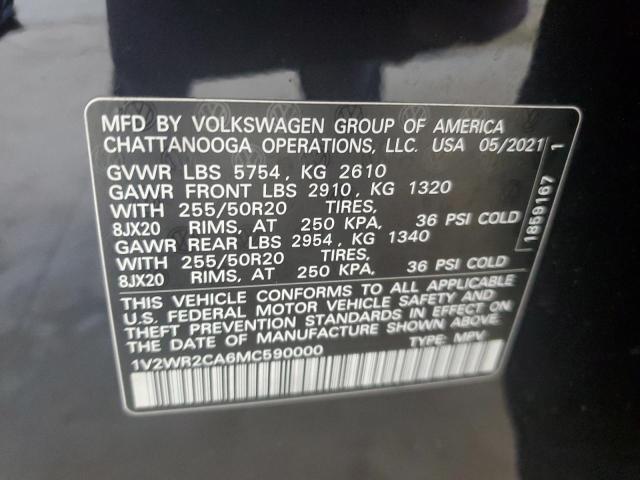 MFD BY VOLKSWAGEN GROUP OF AMERICA
CHATTANOOGA OPERATIONS, LLC. USA 05/2021
GVWR LBS 5754, KG 2610
GAWR FRONT LBS 2910, KG 1320
WITH 255/50R20 TIRES,
8JX20 RIMS, AT 250 KPA, 36 PSI COLD
GAWR REAR LBS 2954, KG 1340
WITH 255/50R20 TIRES,
8JX20 RIMS, AT 250 KPA, 36 PSI COLD
THIS VEHICLE CONFORMS TO ALL APPLICABLE
U.S. FEDERAL MOTOR VEHICLE SAFETY AND
THEFT PREVENTION STANDARDS IN EFFECT ON
THE DATE OF MANUFACTURE SHOWN ABOVE.
1V2WR2CA6MC590000 TYPE: MPV
1859167 1